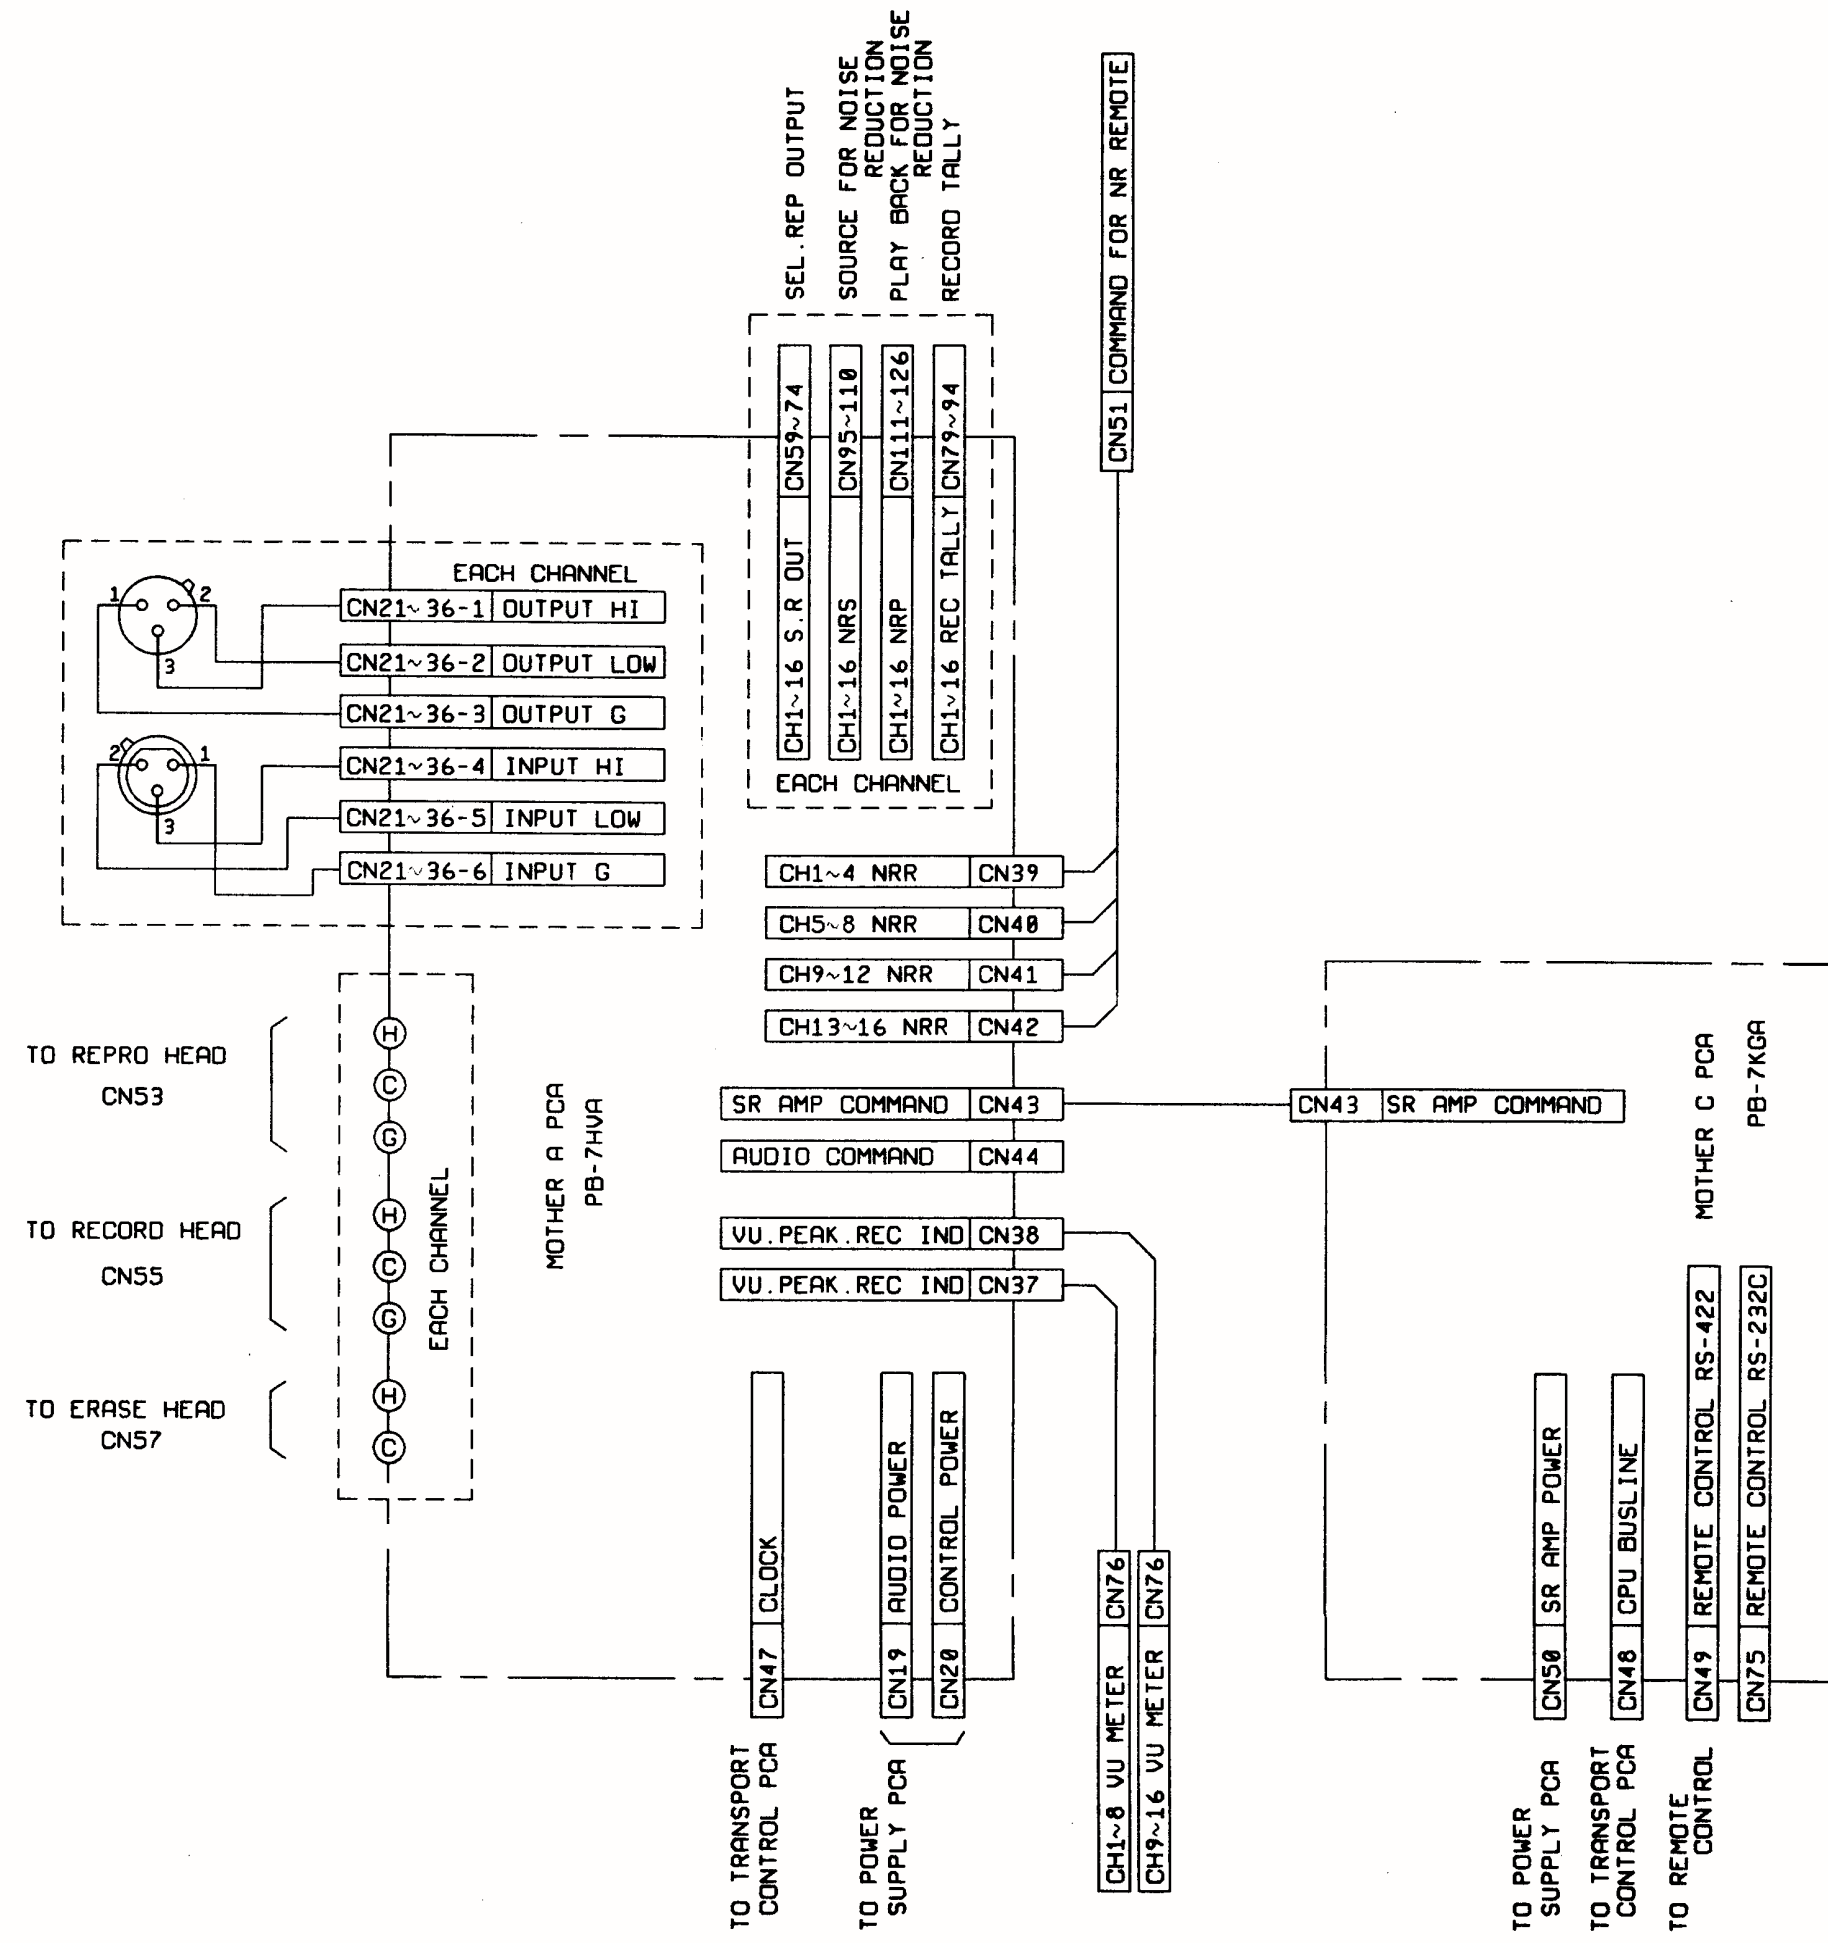 SEL.REP OUTPUT
SOURCE FOR NOISE
REDUCTION
PLAY BACK FOR NOISE
REDUCTION
RECORD TALLY
CN51 COMMAND FOR NR REMOTE
CH1~16 S.R OUT CN59~74
CH1~16 NRS CN95~110
CH1~16 NRP CN111~126
CH1~16 REC TALLY CN79~94
EACH CHANNEL
EACH CHANNEL
1
2
3
CN21~36-1 OUTPUT HI
CN21~36-2 OUTPUT LOW
CN21~36-3 OUTPUT G
2
1
3
CN21~36-4 INPUT HI
CN21~36-5 INPUT LOW
CN21~36-6 INPUT G
CH1~4 NRR CN39
CH5~8 NRR CN40
CH9~12 NRR CN41
CH13~16 NRR CN42
TO REPRO HEAD
CN53
H
C
G
TO RECORD HEAD
CN55
H
C
G
TO ERASE HEAD
CN57
H
C
EACH CHANNEL
MOTHER A PCA
PB-7HVA
SR AMP COMMAND CN43
AUDIO COMMAND CN44
VU.PEAK.REC IND CN38
VU.PEAK.REC IND CN37
CN43 SR AMP COMMAND
MOTHER C PCA
PB-7KGA
CN47 CLOCK
CN19 AUDIO POWER
CN20 CONTROL POWER
TO TRANSPORT
CONTROL PCA
TO POWER
SUPPLY PCA
CH1~8 VU METER CN76
CH9~16 VU METER CN76
CN50 SR AMP POWER
CN48 CPU BUSLINE
CN49 REMOTE CONTROL RS-422
CN75 REMOTE CONTROL RS-232C
TO POWER
SUPPLY PCA
TO TRANSPORT
CONTROL PCA
TO REMOTE
CONTROL